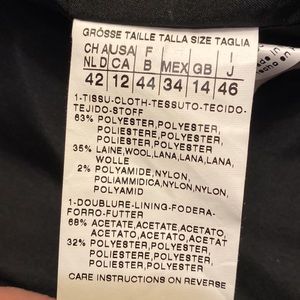 GRÖSSE TAILLE TALLA SIZE TAGLIA
CH A USA F I
NL D CA B MEX GB J
42 12 44 34 14 46
1-TISSU-CLOTH-TESSUTO-TECIDO-
TEJIDO-STOFF
63% POLYESTER,POLYESTER,
POLIESTERE,POLIESTER,
POLIESTER,POLYESTER
35% LAINE,WOOL,LANA,LANA,LANA,
WOLLE
2% POLYAMIDE,NYLON,
POLIAMMIDICA,NYLON,NYLON,
POLYAMID
1-DOUBLURE-LINING-FODERA-
FORRO-FUTTER
68% ACETATE,ACETATE,ACETATO,
ACETATO,ACETATO,ACETAT
32% POLYESTER,POLYESTER,
POLIESTERE,POLIESTER,
POLIESTER,POLYESTER
CARE INSTRUCTIONS ON REVERSE